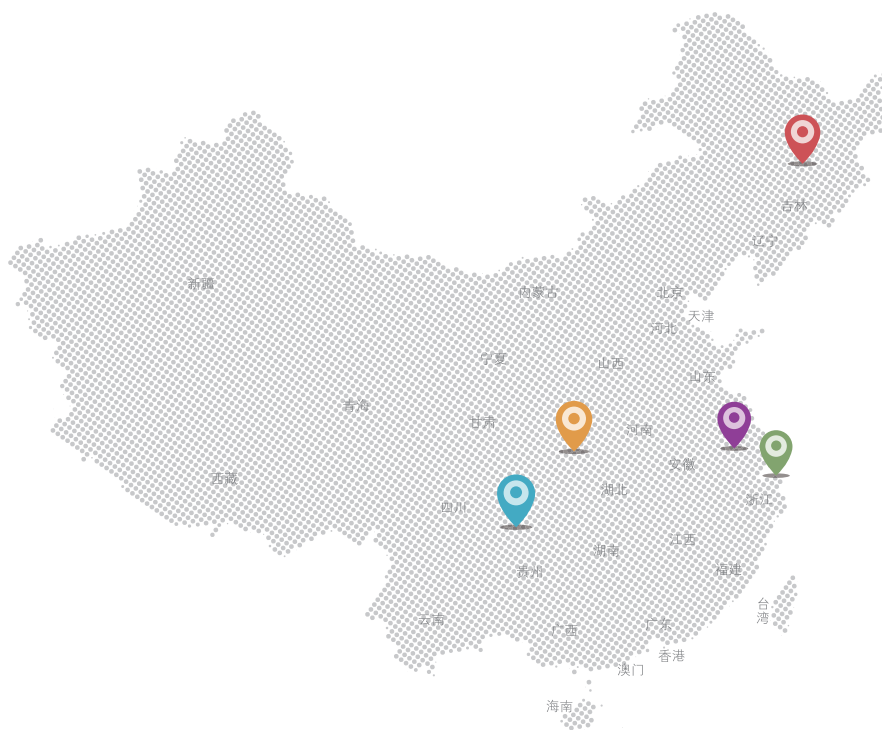 吉林
辽宁
新疆
内蒙古
北京
天津
河北
宁夏
山西
山东
青海
甘肃
河南
安徽
西藏
湖北
浙江
四川
江西
湖南
贵州
福建
台
湾
云南
广东
广西
香港
澳门
海南